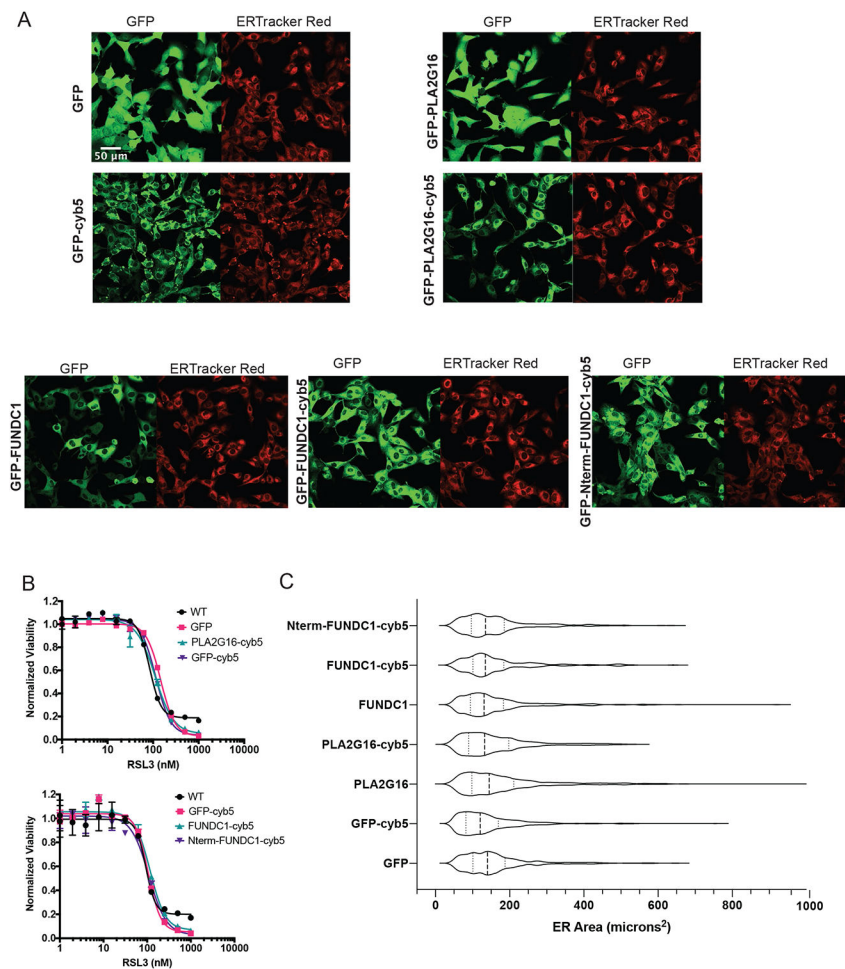 A
GFP ERTracker Red
GFP ERTracker Red
GFP
50 µm
GFP-PLA2G16
GFP-cyb5
GFP-PLA2G16-cyb5
GFP ERTracker Red
GFP ERTracker Red
GFP ERTracker Red
GFP-FUNDC1
GFP-FUNDC1-cyb5
GFP-Nterm-FUNDC1-cyb5
B
Normalized Viability
1.2
1.0
0.8
0.6
0.4
0.2
0.0
1 10 100 1000 10000
RSL3 (nM)
WT
GFP
PLA2G16-cyb5
GFP-cyb5
Normalized Viability
1.2
1.0
0.8
0.6
0.4
0.2
0.0
1 10 100 1000 10000
RSL3 (nM)
WT
GFP-cyb5
FUNDC1-cyb5
Nterm-FUNDC1-cyb5
C
Nterm-FUNDC1-cyb5
FUNDC1-cyb5
FUNDC1
PLA2G16-cyb5
PLA2G16
GFP-cyb5
GFP
0 200 400 600 800 1000
ER Area (microns²)